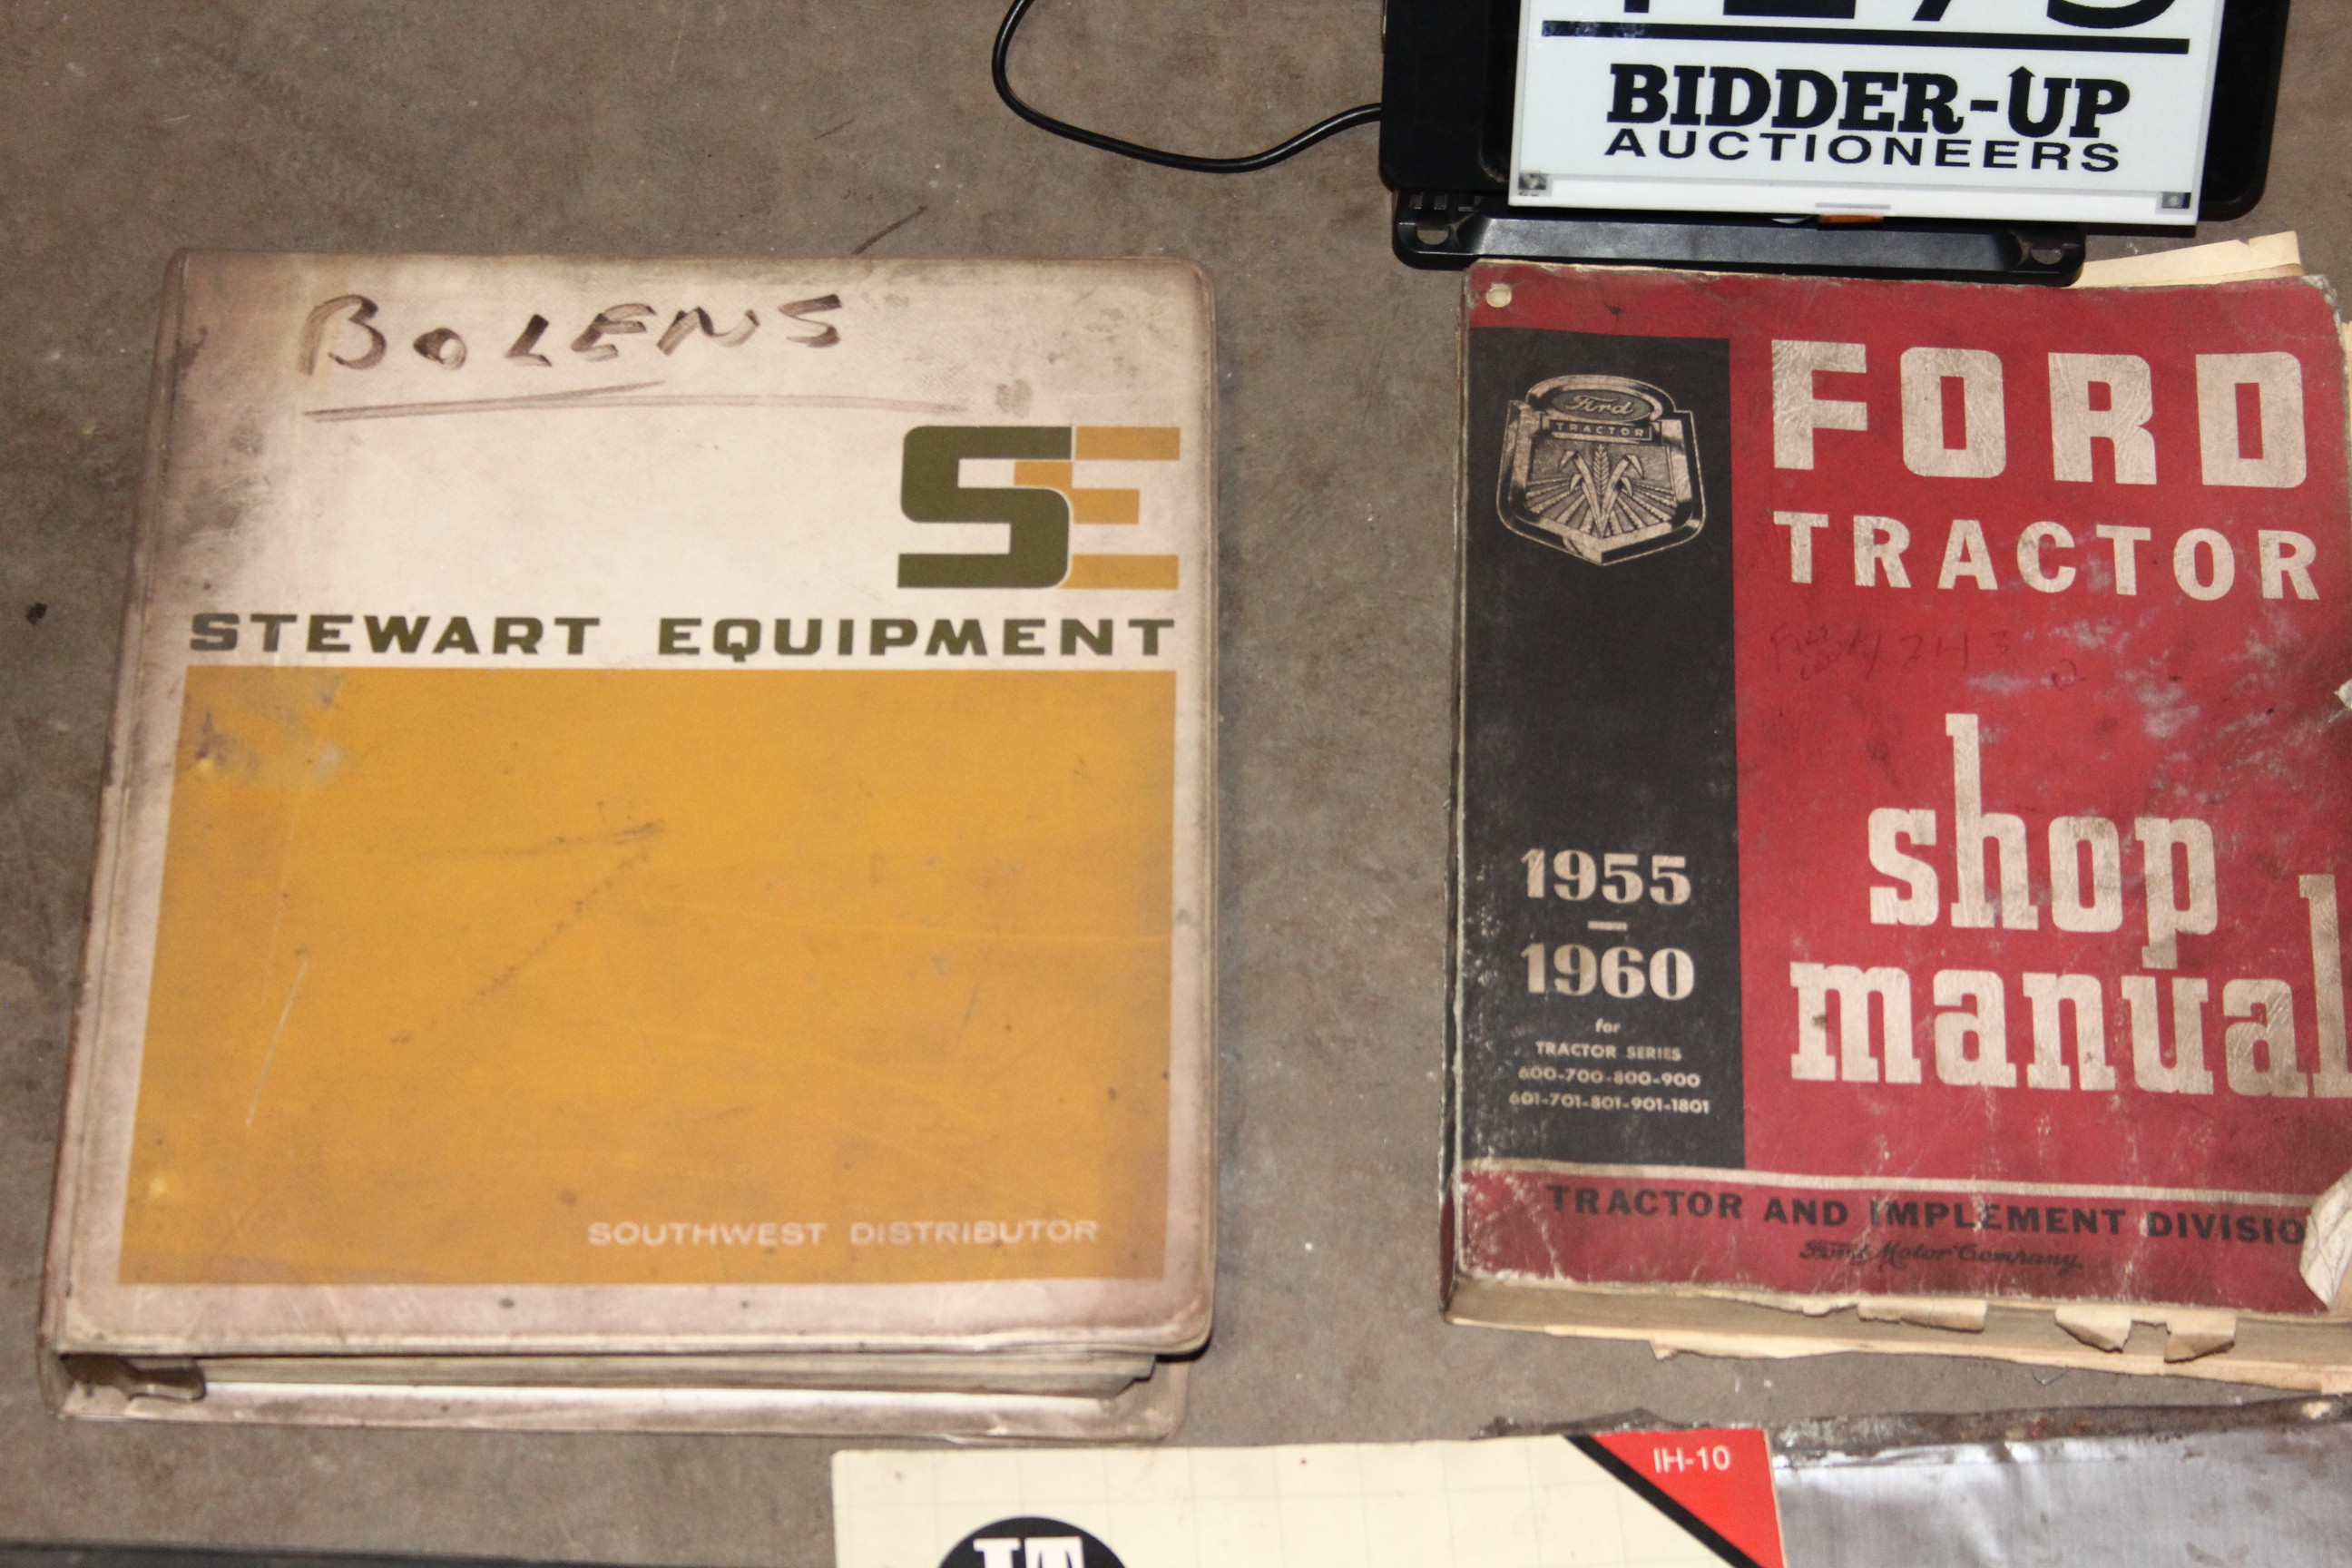 BIDDER-UP
AUCTIONEERS
BOLENS
SE
STEWART EQUIPMENT
SOUTHWEST DISTRIBUTOR
Ford
TRACTOR
FORD
TRACTOR
shop
manual
1955
—
1960
for
TRACTOR SERIES
600-700-800-900
601-701-801-901-1801
TRACTOR AND IMPLEMENT DIVISIO
Ford Motor Company
IH-10
IT